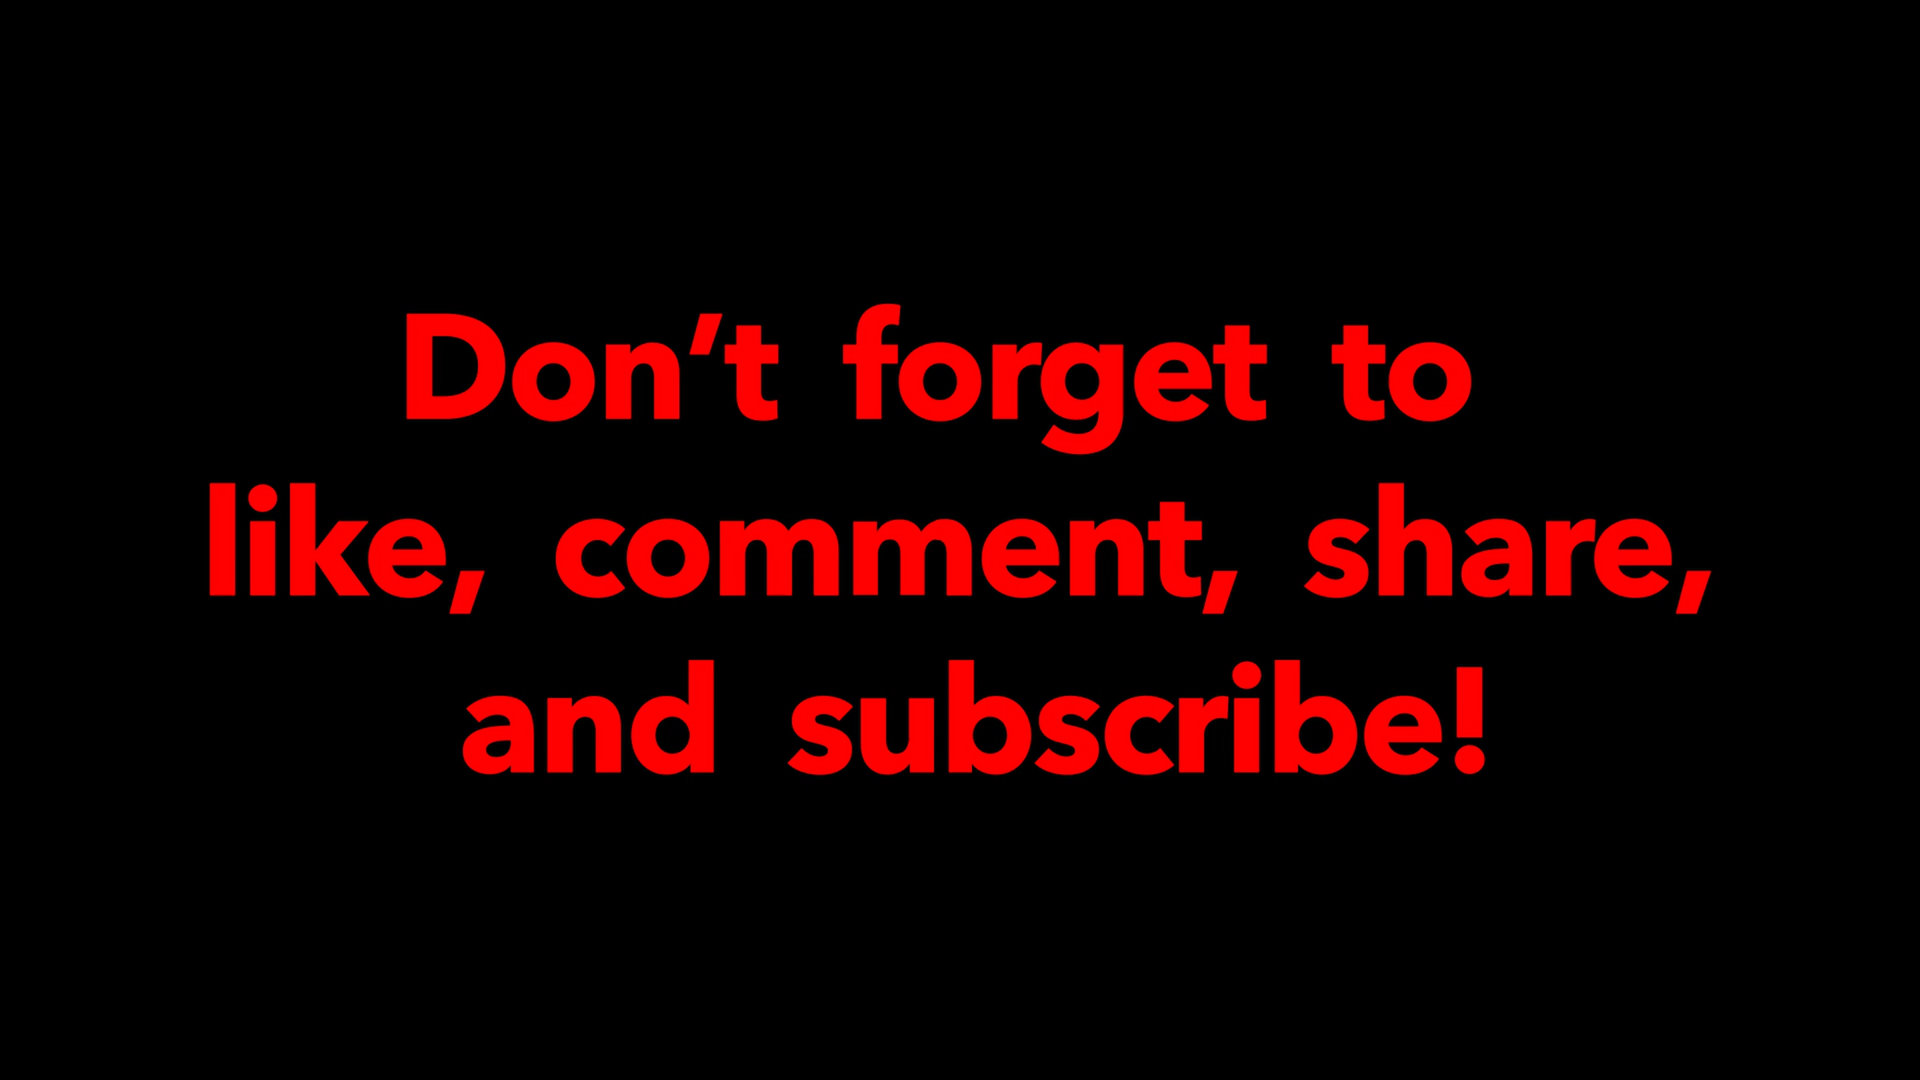 Don’t forget to
like, comment, share,
and subscribe!